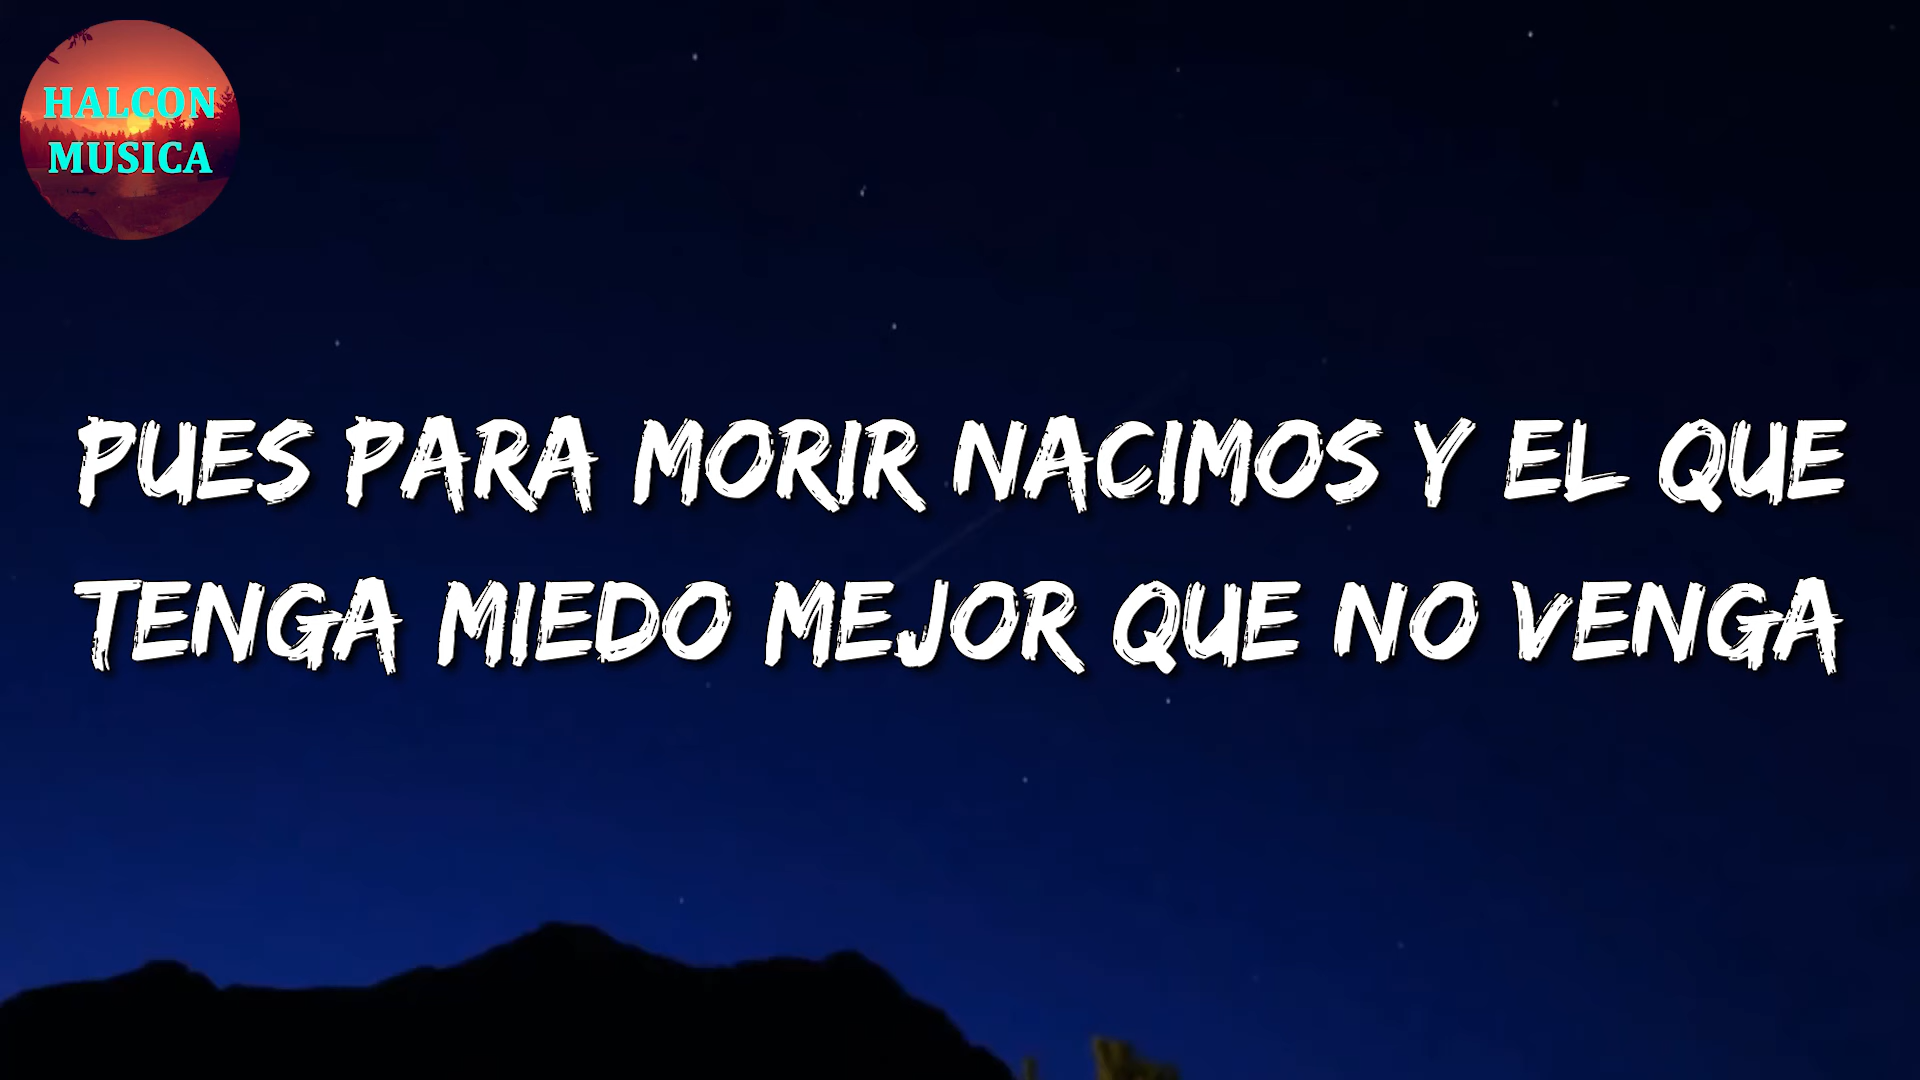 HALCON
MUSICA
PUES PARA MORIR NACIMOS Y EL QUE
TENGA MIEDO MEJOR QUE NO VENGA